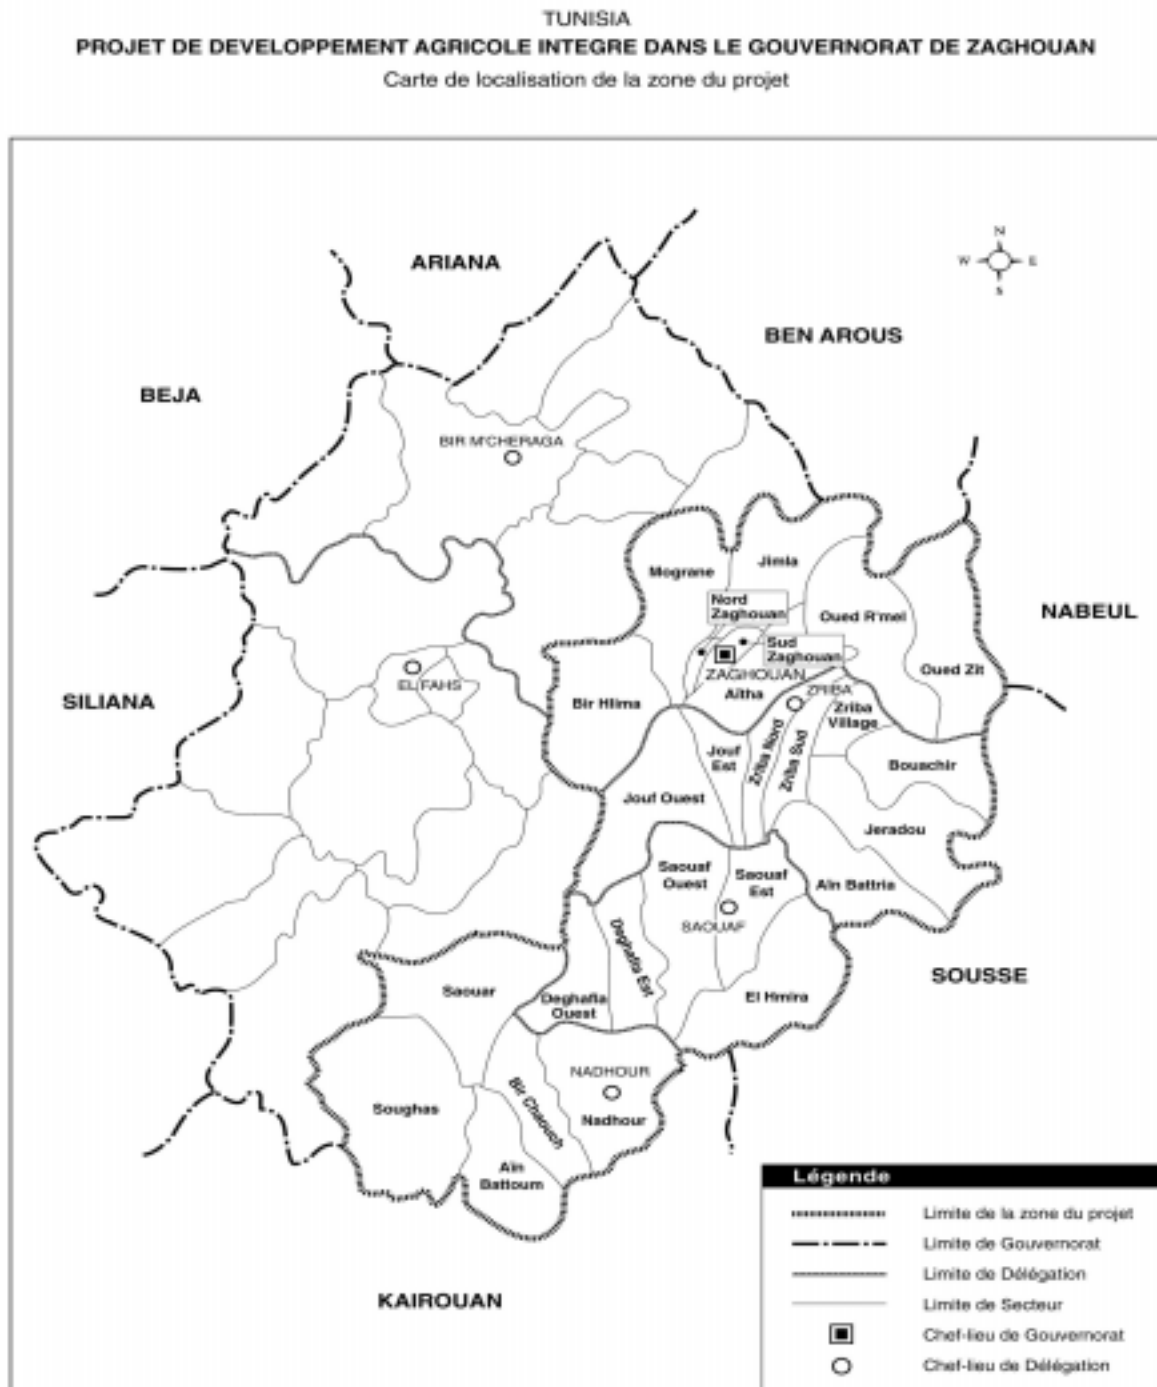 TUNISIA
PROJET DE DEVELOPPEMENT AGRICOLE INTEGRE DANS LE GOUVERNORAT DE ZAGHOUAN
Carte de localisation de la zone du projet
N
W
E
S
ARIANA
BEN AROUS
BEJA
BIR M'CHERAGA
Mograne
Jimla
Nord
Zaghouan
Oued R'mel
NABEUL
Sud
Zaghouan
ZAGHOUAN
EL FAHS
Oued Zit
SILIANA
Bir Hlima
Aïtha
ZRIBA
Zriba
Village
Jouf
Est
Zriba Nord
Zriba Sud
Bouachir
Jouf Ouest
Jeradou
Saouaf
Ouest
Saouaf
Est
Aïn Battria
SAOUAF
Deghafla Est
SOUSSE
Saouar
Deghafla
Ouest
El Hmira
NADHOUR
Soughas
Bir Chaouch
Nadhour
Aïn
Battoum
KAIROUAN
Légende
Limite de la zone du projet
Limite de Gouvernorat
Limite de Délégation
Limite de Secteur
Chef-lieu de Gouvernorat
Chef-lieu de Délégation